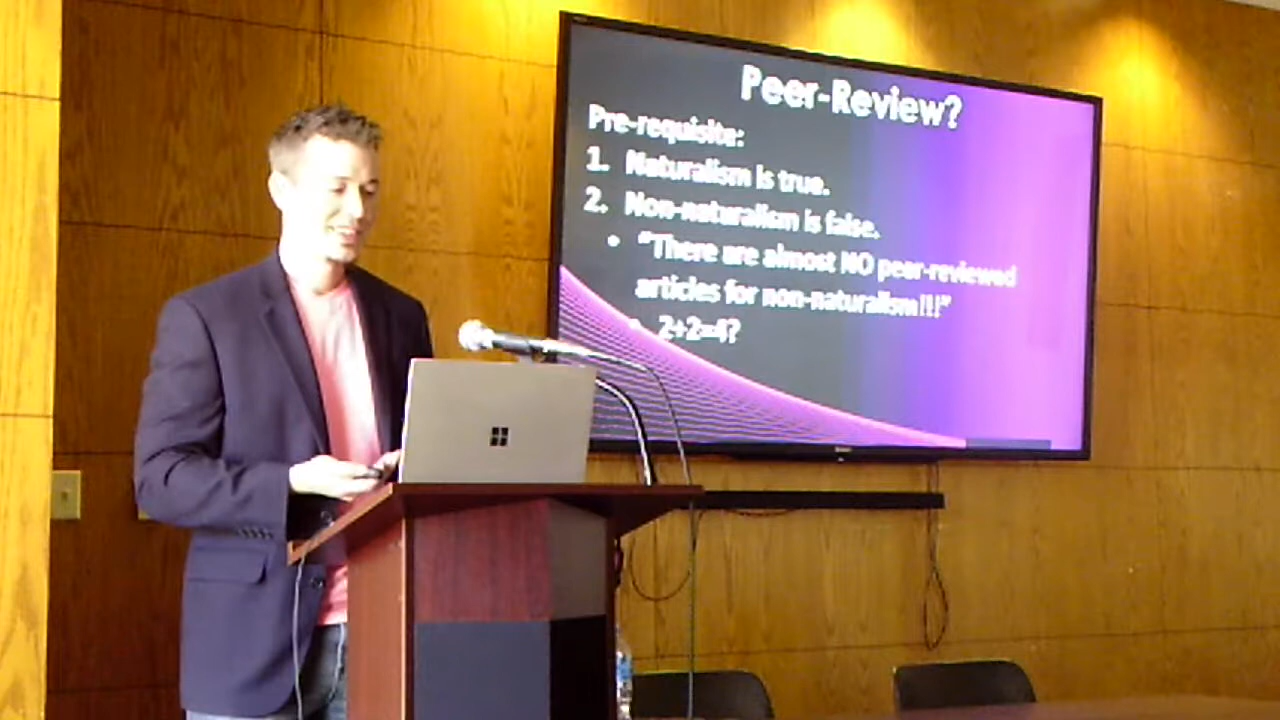 Peer-Review?
Pre-requisite:
1. Naturalism is true.
2. Non-naturalism is false.
• "There are almost NO peer-reviewed
articles for non-naturalism!!!"
• 2+2=4?